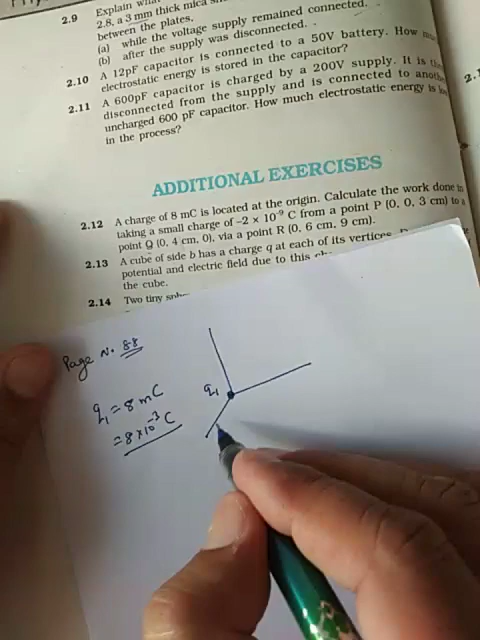 2.9 Explain what
2.8, a 3 mm thick mica
between the plates,
(a) while the voltage supply remained connected.
(b) after the supply was disconnected.
2.10 A 12pF capacitor is connected to a 50V battery. How
electrostatic energy is stored in the capacitor?
2.11 A 600pF capacitor is charged by a 200V supply. It is
disconnected from the supply and is connected to
uncharged 600 pF capacitor. How much electrostatic energy is
in the process?
ADDITIONAL EXERCISES
2.12 A charge of 8 mC is located at the origin. Calculate the work done in
taking a small charge of –2 × 10⁻⁹ C from a point P (0, 0, 3 cm) to a
point Q (0, 4 cm, 0), via a point R (0, 6 cm, 9 cm).
2.13 A cube of side b has a charge q at each of its vertices.
potential and electric field due to this
the cube.
2.14 Two tiny
Page No. 88
q₁ = 8 mC
= 8×10⁻³ C
q₁